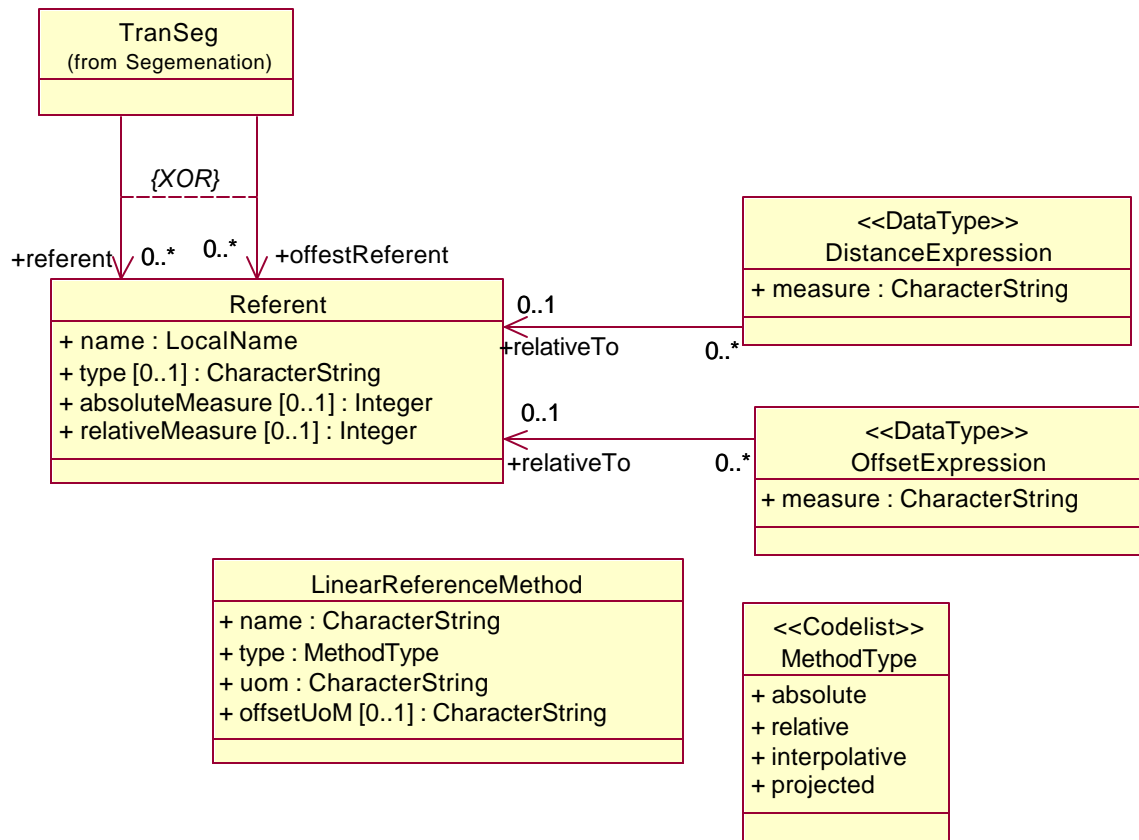 TranSeg
(from Segemenation)
{XOR}
+referent
0..*
0..*
+offestReferent
Referent
+ name : LocalName
+ type [0..1] : CharacterString
+ absoluteMeasure [0..1] : Integer
+ relativeMeasure [0..1] : Integer
<<DataType>>
DistanceExpression
+ measure : CharacterString
0..1
+relativeTo
0..*
<<DataType>>
OffsetExpression
+ measure : CharacterString
0..1
+relativeTo
0..*
LinearReferenceMethod
+ name : CharacterString
+ type : MethodType
+ uom : CharacterString
+ offsetUoM [0..1] : CharacterString
<<Codelist>>
MethodType
+ absolute
+ relative
+ interpolative
+ projected